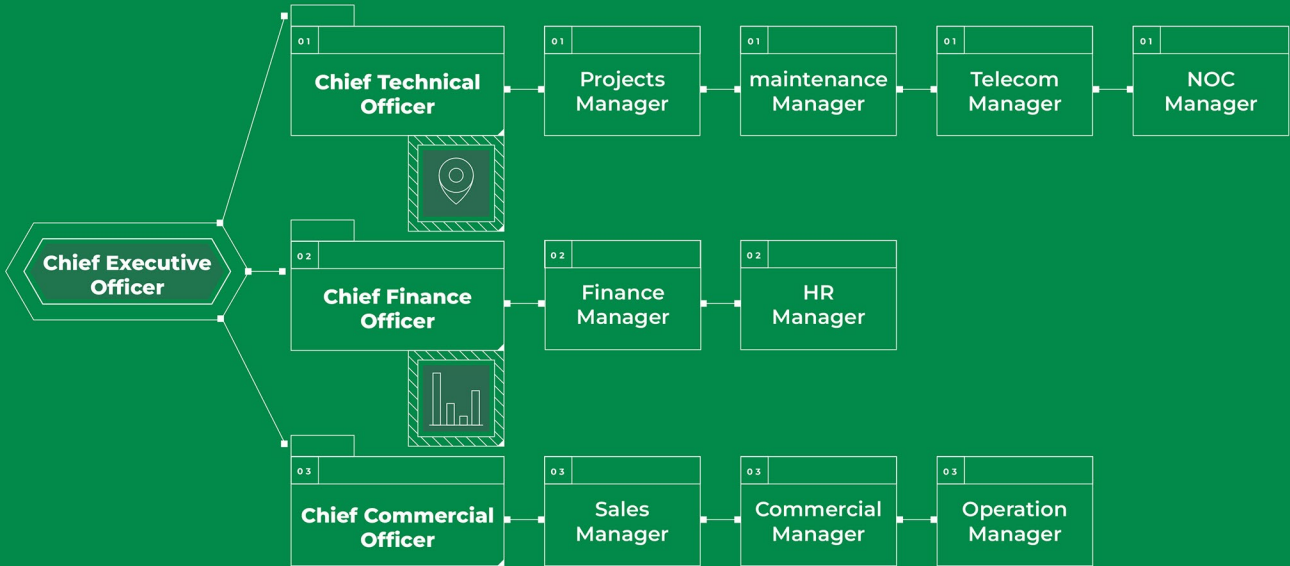 01
Chief Technical
Officer
01
Projects
Manager
01
maintenance
Manager
01
Telecom
Manager
01
NOC
Manager
Chief Executive
Officer
02
Chief Finance
Officer
02
Finance
Manager
02
HR
Manager
03
Chief Commercial
Officer
03
Sales
Manager
03
Commercial
Manager
03
Operation
Manager